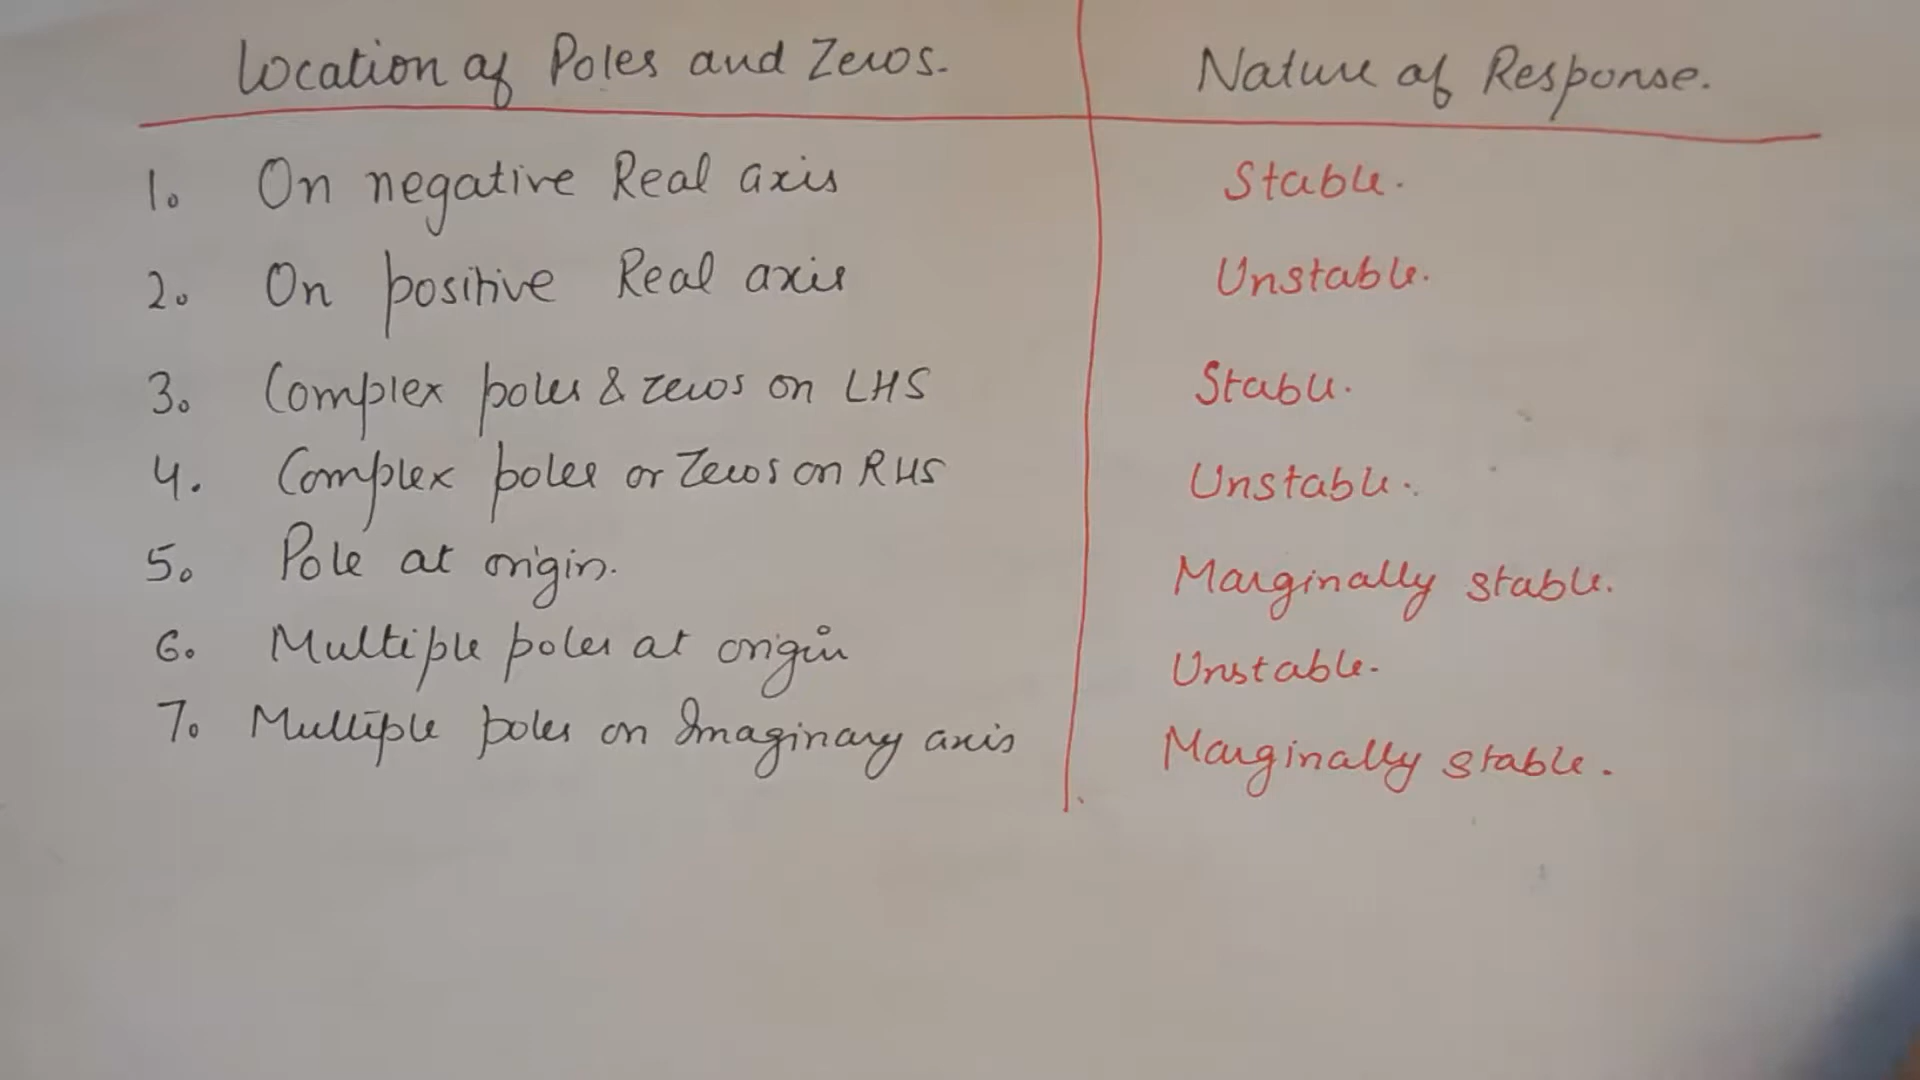 Location of Poles and Zeros. Nature of Response.
1. On negative Real axis Stable.
2. On positive Real axis Unstable.
3. Complex poles & zeros on LHS Stable.
4. Complex poles or Zeros on RHS Unstable.
5. Pole at origin. Marginally stable.
6. Multiple poles at origin Unstable.
7. Multiple poles on Imaginary axis Marginally stable.